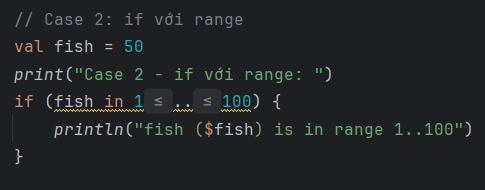 // Case 2: if với range
val fish = 50
print("Case 2 - if với range: ")
if (fish in 1 ≤ .. ≤ 100) {
    println("fish ($fish) is in range 1..100")
}